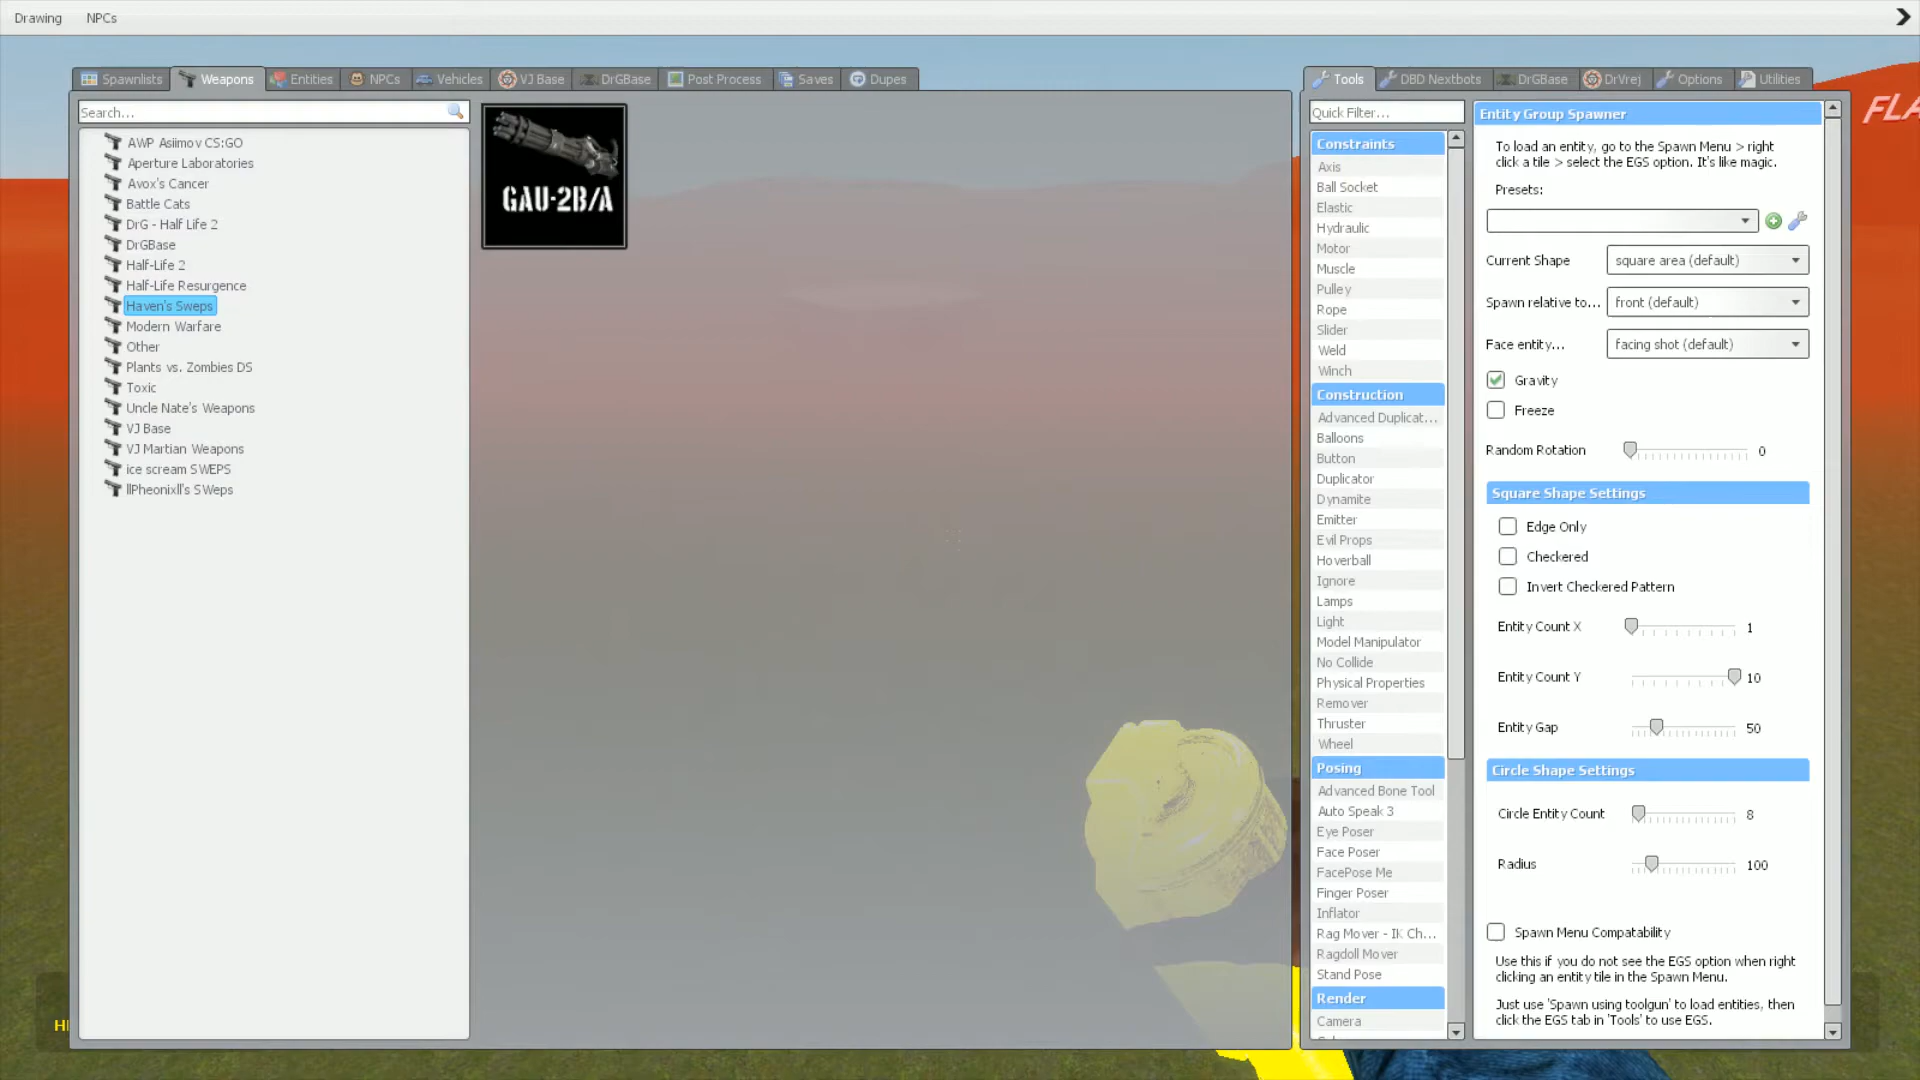 Drawing NPCs
Spawnlists Weapons Entities NPCs Vehicles VJ Base DrGBase Post Process Saves Dupes
Search...
AWP Asiimov CS:GO
Aperture Laboratories
Avox's Cancer
Battle Cats
DrG - Half Life 2
DrGBase
Half-Life 2
Half-Life Resurgence
Haven's Sweps
Modern Warfare
Other
Plants vs. Zombies DS
Toxic
Uncle Nate's Weapons
VJ Base
VJ Martian Weapons
ice scream SWEPS
llPheonixll's SWeps
GAU-2B/A
Tools DBD Nextbots DrGBase DrVrej Options Utilities
Quick Filter...
Constraints
Axis
Ball Socket
Elastic
Hydraulic
Motor
Muscle
Pulley
Rope
Slider
Weld
Winch
Construction
Advanced Duplicat...
Balloons
Button
Duplicator
Dynamite
Emitter
Evil Props
Hoverball
Ignore
Lamps
Light
Model Manipulator
No Collide
Physical Properties
Remover
Thruster
Wheel
Posing
Advanced Bone Tool
Auto Speak 3
Eye Poser
Face Poser
FacePose Me
Finger Poser
Inflator
Rag Mover - IK Ch...
Ragdoll Mover
Stand Pose
Render
Camera
Entity Group Spawner
To load an entity, go to the Spawn Menu > right
click a tile > select the EGS option. It's like magic.
Presets:
Current Shape square area (default)
Spawn relative to... front (default)
Face entity... facing shot (default)
Gravity
Freeze
Random Rotation 0
Square Shape Settings
Edge Only
Checkered
Invert Checkered Pattern
Entity Count X 1
Entity Count Y 10
Entity Gap 50
Circle Shape Settings
Circle Entity Count 8
Radius 100
Spawn Menu Compatability
Use this if you do not see the EGS option when right
clicking an entity tile in the Spawn Menu.
Just use 'Spawn using toolgun' to load entities, then
click the EGS tab in 'Tools' to use EGS.
FLA